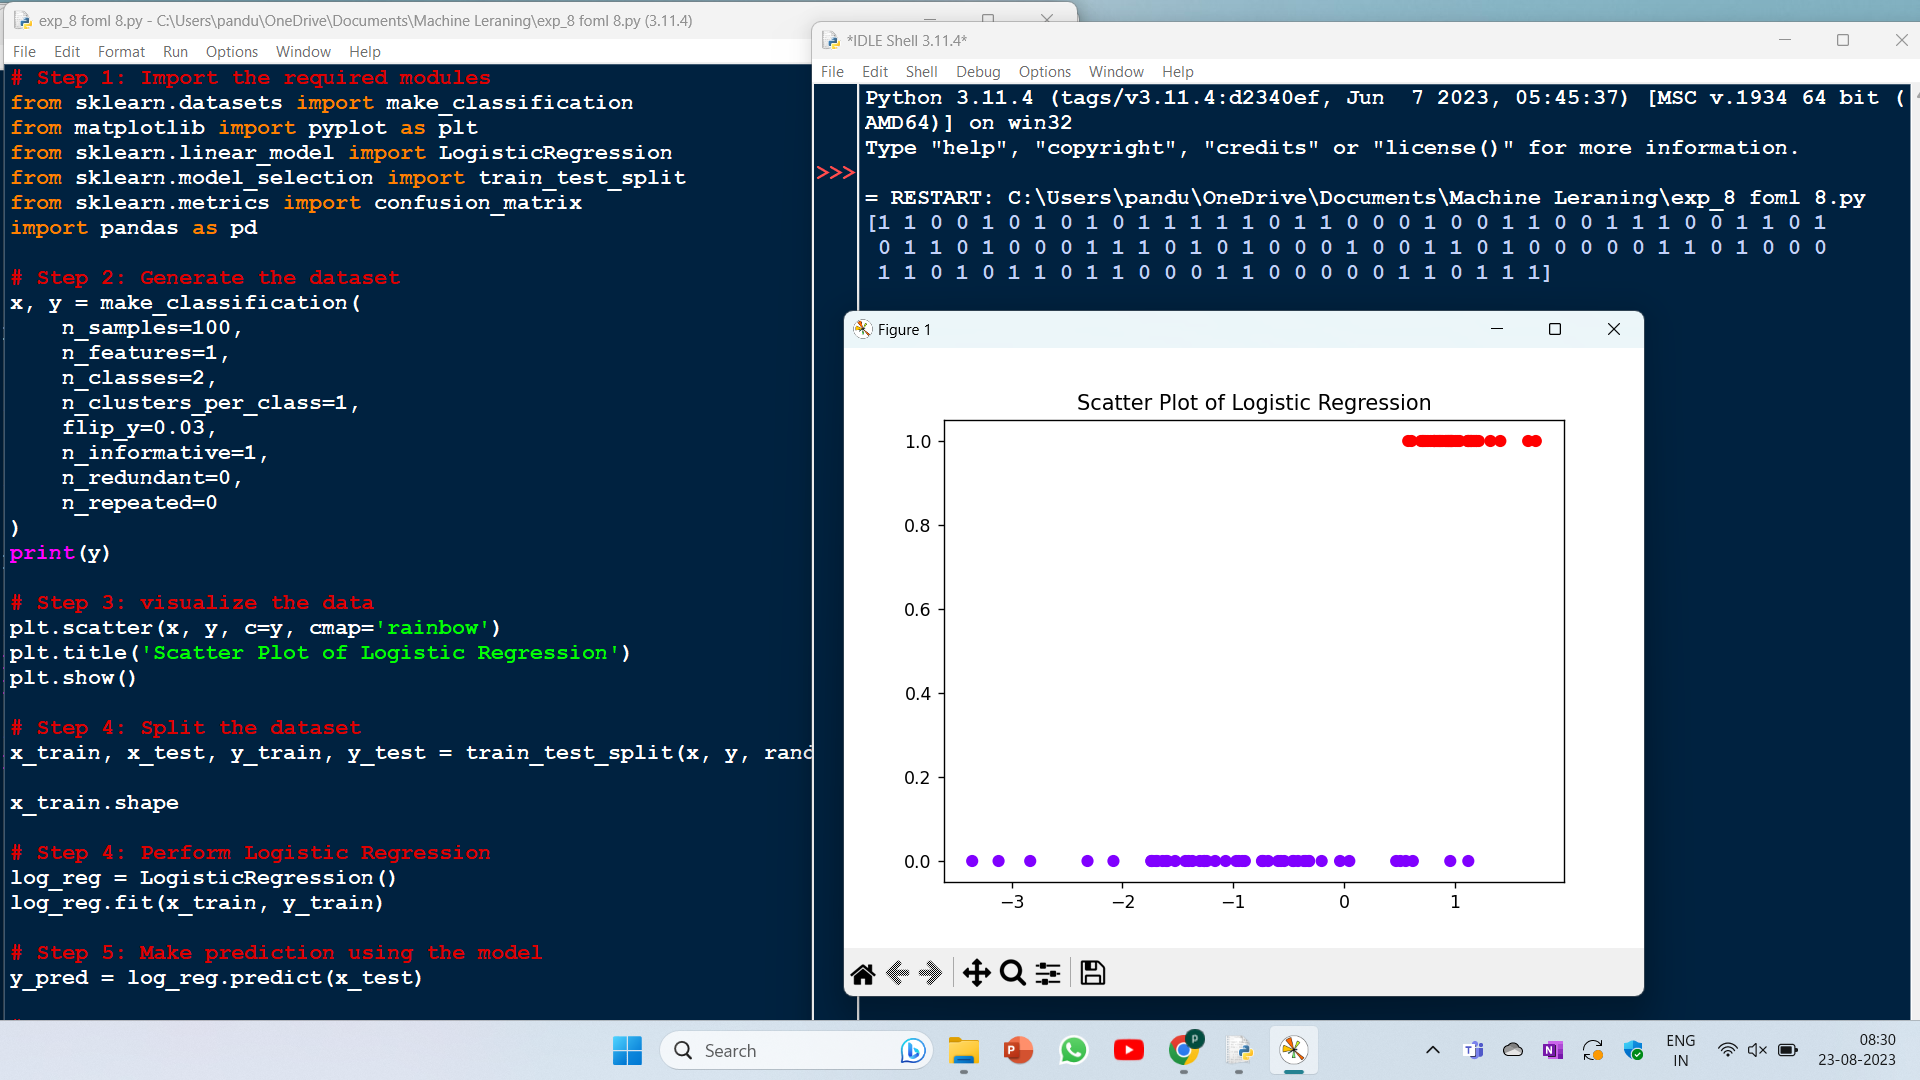 exp_8 foml 8.py - C:\Users\pandu\OneDrive\Documents\Machine Leraning\exp_8 foml 8.py (3.11.4)
File Edit Format Run Options Window Help
# Step 1: Import the required modules
from sklearn.datasets import make_classification
from matplotlib import pyplot as plt
from sklearn.linear_model import LogisticRegression
from sklearn.model_selection import train_test_split
from sklearn.metrics import confusion_matrix
import pandas as pd
# Step 2: Generate the dataset
x, y = make_classification(
    n_samples=100,
    n_features=1,
    n_classes=2,
    n_clusters_per_class=1,
    flip_y=0.03,
    n_informative=1,
    n_redundant=0,
    n_repeated=0
)
print(y)
# Step 3: visualize the data
plt.scatter(x, y, c=y, cmap='rainbow')
plt.title('Scatter Plot of Logistic Regression')
plt.show()
# Step 4: Split the dataset
x_train, x_test, y_train, y_test = train_test_split(x, y, rand
x_train.shape
# Step 4: Perform Logistic Regression
log_reg = LogisticRegression()
log_reg.fit(x_train, y_train)
# Step 5: Make prediction using the model
y_pred = log_reg.predict(x_test)
*IDLE Shell 3.11.4*
File Edit Shell Debug Options Window Help
Python 3.11.4 (tags/v3.11.4:d2340ef, Jun  7 2023, 05:45:37) [MSC v.1934 64 bit (
AMD64)] on win32
Type "help", "copyright", "credits" or "license()" for more information.
>>>
= RESTART: C:\Users\pandu\OneDrive\Documents\Machine Leraning\exp_8 foml 8.py
[1 1 0 0 1 0 1 0 1 0 1 1 1 1 1 0 1 1 0 0 0 1 0 0 1 1 0 0 1 1 1 0 0 1 1 0 1
 0 1 1 0 1 0 0 0 1 1 1 0 1 0 1 0 0 0 1 0 0 1 1 0 1 0 0 0 0 0 1 1 0 1 0 0 0
 1 1 0 1 0 1 1 0 1 1 0 0 0 1 1 0 0 0 0 0 1 1 0 1 1 1]
Figure 1
Scatter Plot of Logistic Regression
1.0
0.8
0.6
0.4
0.2
0.0
−3 −2 −1 0 1
Search
ENG
IN
08:30
23-08-2023